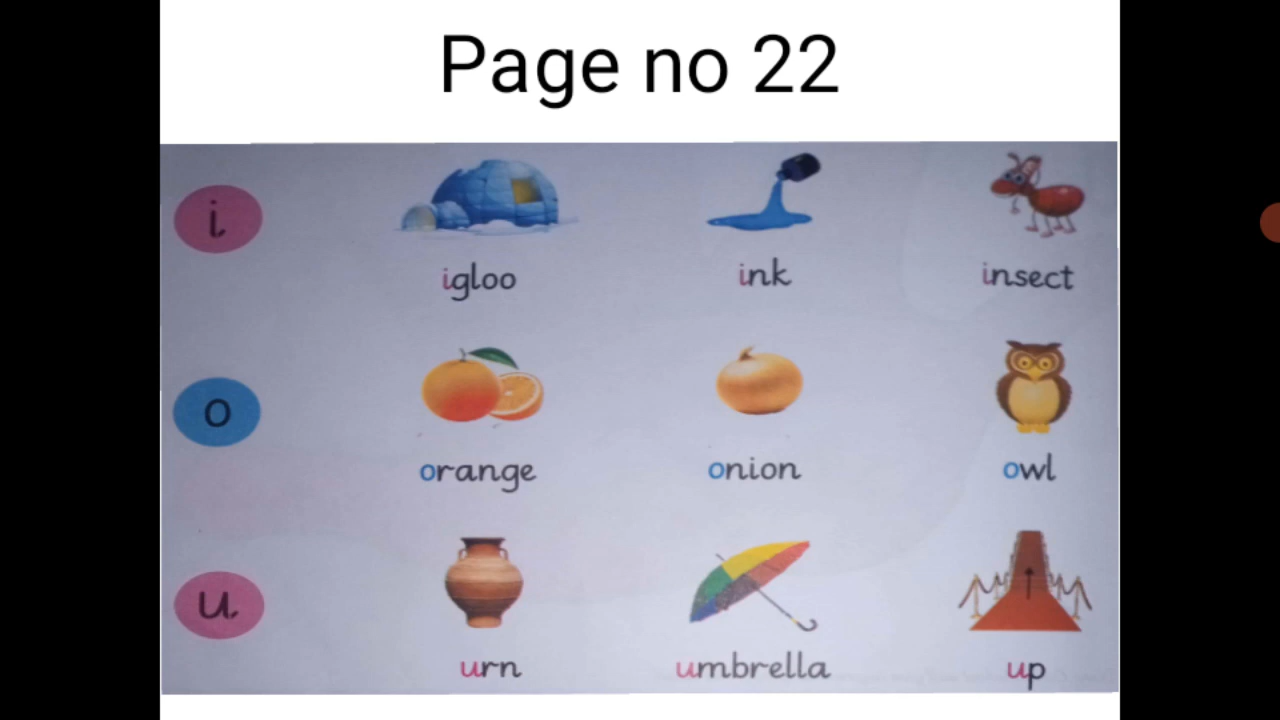 Page no 22
i
igloo ink insect
o
orange onion owl
u
urn umbrella up